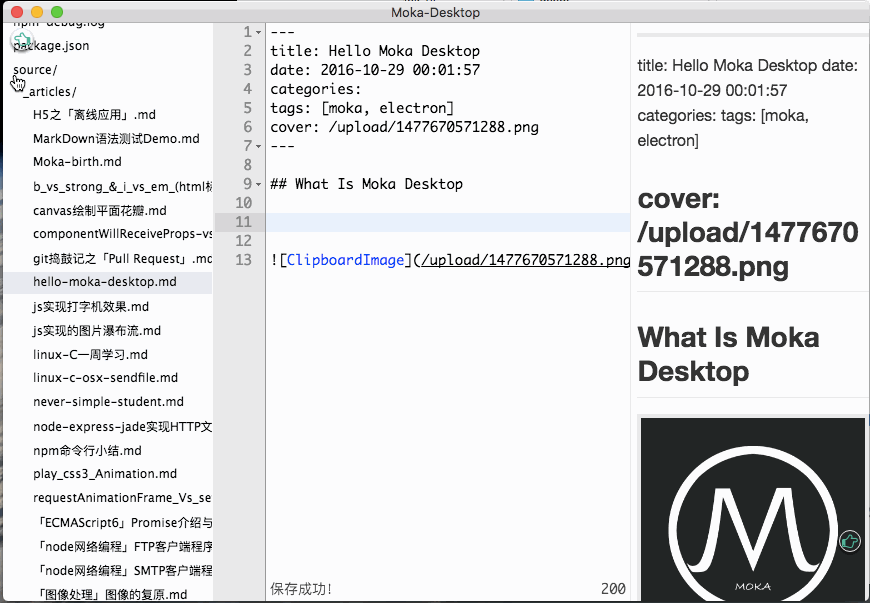 Moka-Desktop
npm-debug.log
package.json
source/
_articles/
H5之「离线应用」.md
MarkDown语法测试Demo.md
Moka-birth.md
b_vs_strong_&_i_vs_em_(html标
canvas绘制平面花瓣.md
componentWillReceiveProps-vs
git捣鼓记之「Pull Request」.md
hello-moka-desktop.md
js实现打字机效果.md
js实现的图片瀑布流.md
linux-C一周学习.md
linux-c-osx-sendfile.md
never-simple-student.md
node-express-jade实现HTTP文
npm命令行小结.md
play_css3_Animation.md
requestAnimationFrame_Vs_se
「ECMAScript6」Promise介绍与
「node网络编程」FTP客户端程序
「node网络编程」SMTP客户端程
「图像处理」图像的复原.md
1 ---
2 title: Hello Moka Desktop
3 date: 2016-10-29 00:01:57
4 categories:
5 tags: [moka, electron]
6 cover: /upload/1477670571288.png
7 ---
8
9 ## What Is Moka Desktop
10
11
12
13 ![ClipboardImage](/upload/1477670571288.png
保存成功! 200
title: Hello Moka Desktop date:
2016-10-29 00:01:57
categories: tags: [moka,
electron]
cover:
/upload/1477670
571288.png
What Is Moka
Desktop
M
MOKA